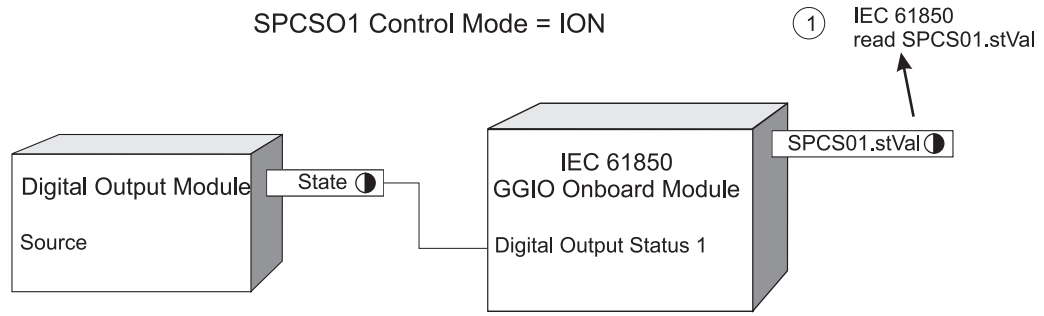 SPCSO1 Control Mode = ION
1
IEC 61850
read SPCS01.stVal
SPCS01.stVal
IEC 61850
GGIO Onboard Module
Digital Output Status 1
Digital Output Module
State
Source